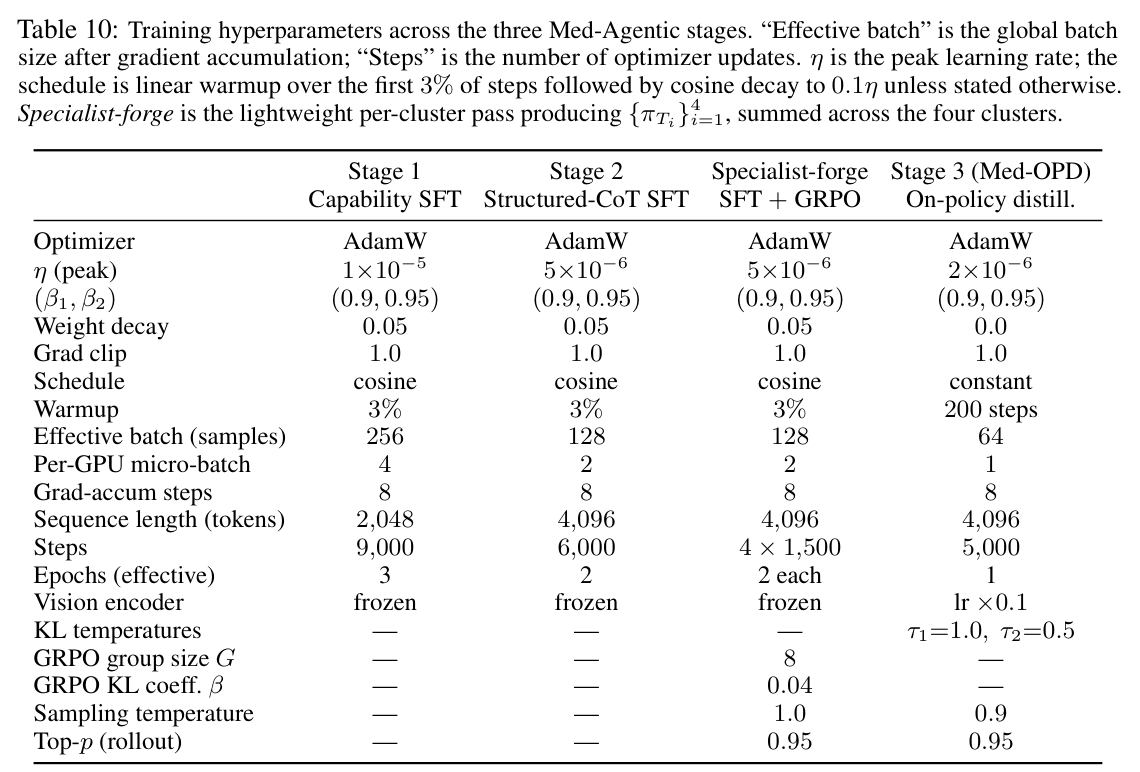 Table 10: Training hyperparameters across the three Med-Agentic stages. “Effective batch” is the global batch
size after gradient accumulation; “Steps” is the number of optimizer updates. η is the peak learning rate; the
schedule is linear warmup over the first 3% of steps followed by cosine decay to 0.1η unless stated otherwise.
Specialist-forge is the lightweight per-cluster pass producing {π_{T_i}}_{i=1}^4, summed across the four clusters.
Stage 1 Stage 2 Specialist-forge Stage 3 (Med-OPD)
Capability SFT Structured-CoT SFT SFT + GRPO On-policy distill.
Optimizer AdamW AdamW AdamW AdamW
η (peak) 1×10⁻⁵ 5×10⁻⁶ 5×10⁻⁶ 2×10⁻⁶
(β₁, β₂) (0.9, 0.95) (0.9, 0.95) (0.9, 0.95) (0.9, 0.95)
Weight decay 0.05 0.05 0.05 0.0
Grad clip 1.0 1.0 1.0 1.0
Schedule cosine cosine cosine constant
Warmup 3% 3% 3% 200 steps
Effective batch (samples) 256 128 128 64
Per-GPU micro-batch 4 2 2 1
Grad-accum steps 8 8 8 8
Sequence length (tokens) 2,048 4,096 4,096 4,096
Steps 9,000 6,000 4 × 1,500 5,000
Epochs (effective) 3 2 2 each 1
Vision encoder frozen frozen frozen lr ×0.1
KL temperatures — — — τ₁=1.0, τ₂=0.5
GRPO group size G — — 8 —
GRPO KL coeff. β — — 0.04 —
Sampling temperature — — 1.0 0.9
Top-p (rollout) — — 0.95 0.95